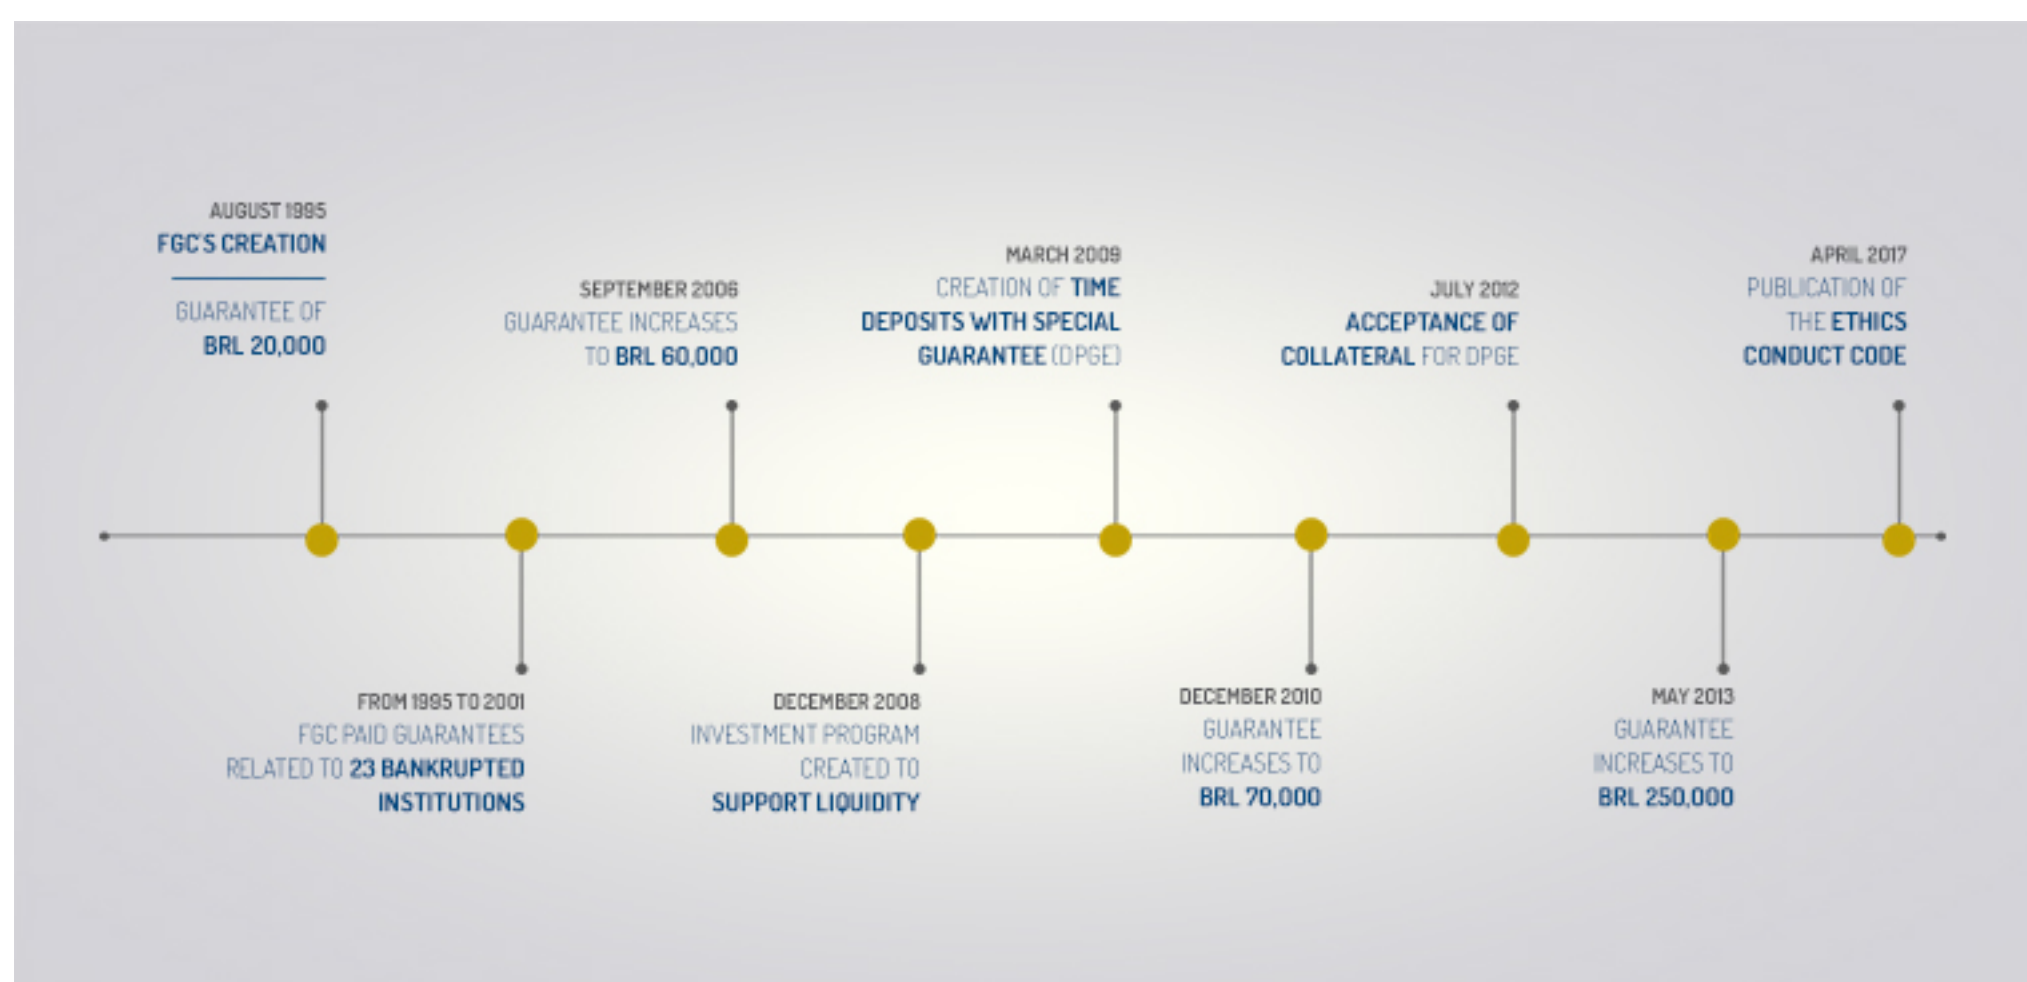 AUGUST 1995
FGC'S CREATION
GUARANTEE OF
BRL 20,000
FROM 1995 TO 2001
FGC PAID GUARANTEES
RELATED TO 23 BANKRUPTED
INSTITUTIONS
SEPTEMBER 2006
GUARANTEE INCREASES
TO BRL 60,000
DECEMBER 2008
INVESTMENT PROGRAM
CREATED TO
SUPPORT LIQUIDITY
MARCH 2009
CREATION OF TIME
DEPOSITS WITH SPECIAL
GUARANTEE (DPGE)
DECEMBER 2010
GUARANTEE
INCREASES TO
BRL 70,000
JULY 2012
ACCEPTANCE OF
COLLATERAL FOR DPGE
MAY 2013
GUARANTEE
INCREASES TO
BRL 250,000
APRIL 2017
PUBLICATION OF
THE ETHICS
CONDUCT CODE